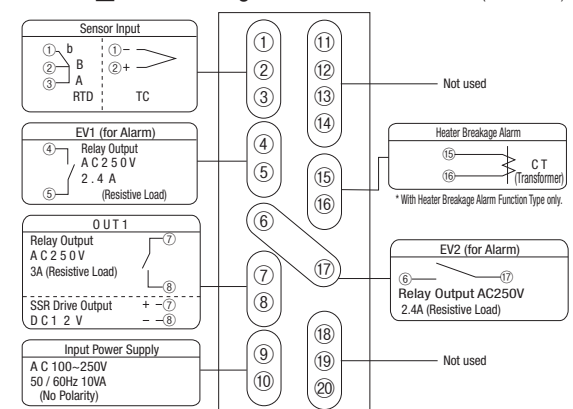 Sensor Input
① b
② B
③ A
RTD
①−
②+
TC
EV1 (for Alarm)
④ Relay Output
AC250V
2.4 A
⑤ (Resistive Load)
OUT1
Relay Output ⑦
AC250V
3A (Resistive Load)
⑧
SSR Drive Output + −⑦
DC12V − −⑧
Input Power Supply
AC 100~250V
50 / 60Hz 10VA
(No Polarity)
①
②
③
④
⑤
⑥
⑦
⑧
⑨
⑩
⑪
⑫
⑬
⑭
⑮
⑯
⑰
⑱
⑲
⑳
Not used
Heater Breakage Alarm
⑮
⑯
CT
(Transformer)
* With Heater Breakage Alarm Function Type only.
EV2 (for Alarm)
⑥ ⑰
Relay Output AC250V
2.4A (Resistive Load)
Not used